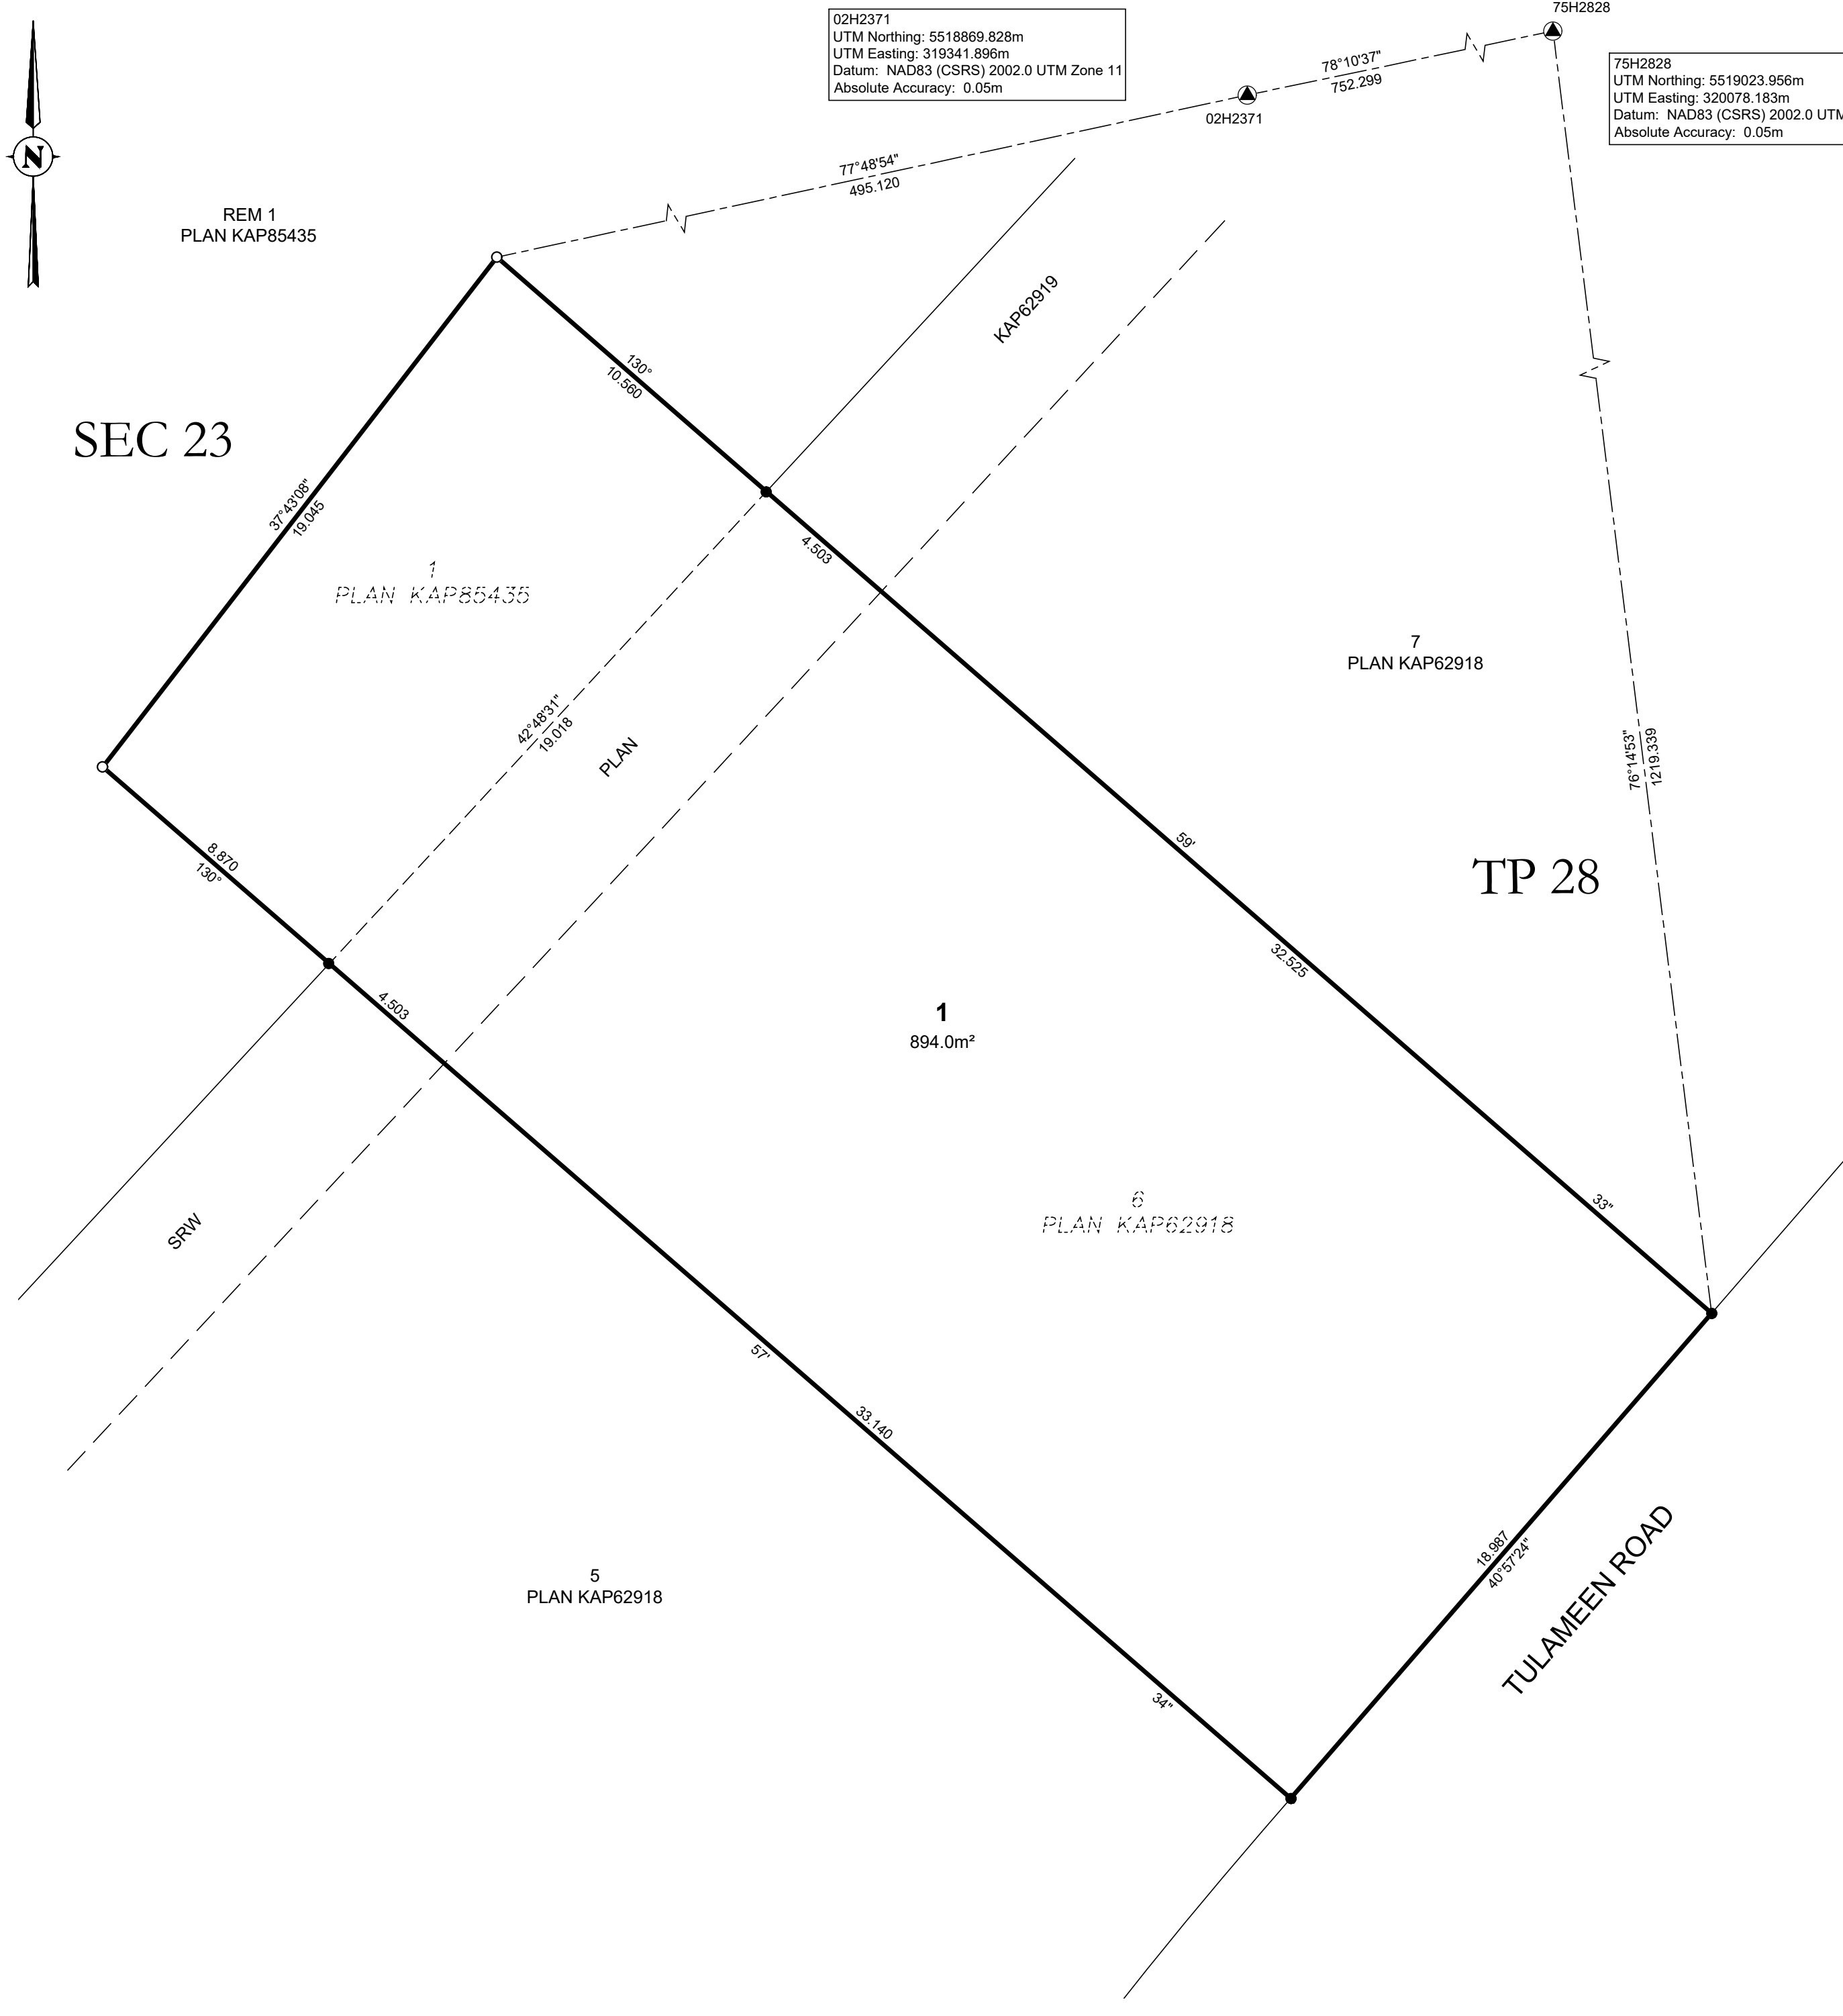 75H2828
02H2371
UTM Northing: 5518869.828m
UTM Easting: 319341.896m
Datum:  NAD83 (CSRS) 2002.0 UTM Zone 11
Absolute Accuracy:  0.05m
78°10'37"
752.299
75H2828
UTM Northing: 5519023.956m
UTM Easting: 320078.183m
Datum:  NAD83 (CSRS) 2002.0 UTM
Absolute Accuracy:  0.05m
02H2371
N
77°48'54"
495.120
REM 1
PLAN KAP85435
KAP62919
130°
10.560
SEC 23
37°43'08"
19.045
4.503
1
PLAN KAP85435
7
PLAN KAP62918
42°48'31"
19.018
PLAN
76°14'53"
1219.339
8.870
130°
59'
TP 28
32.525
4.503
1
894.0m²
SRW
6
PLAN KAP62918
33"
57'
33.140
18.987
40°57'24"
TULAMEEN ROAD
5
PLAN KAP62918
34"